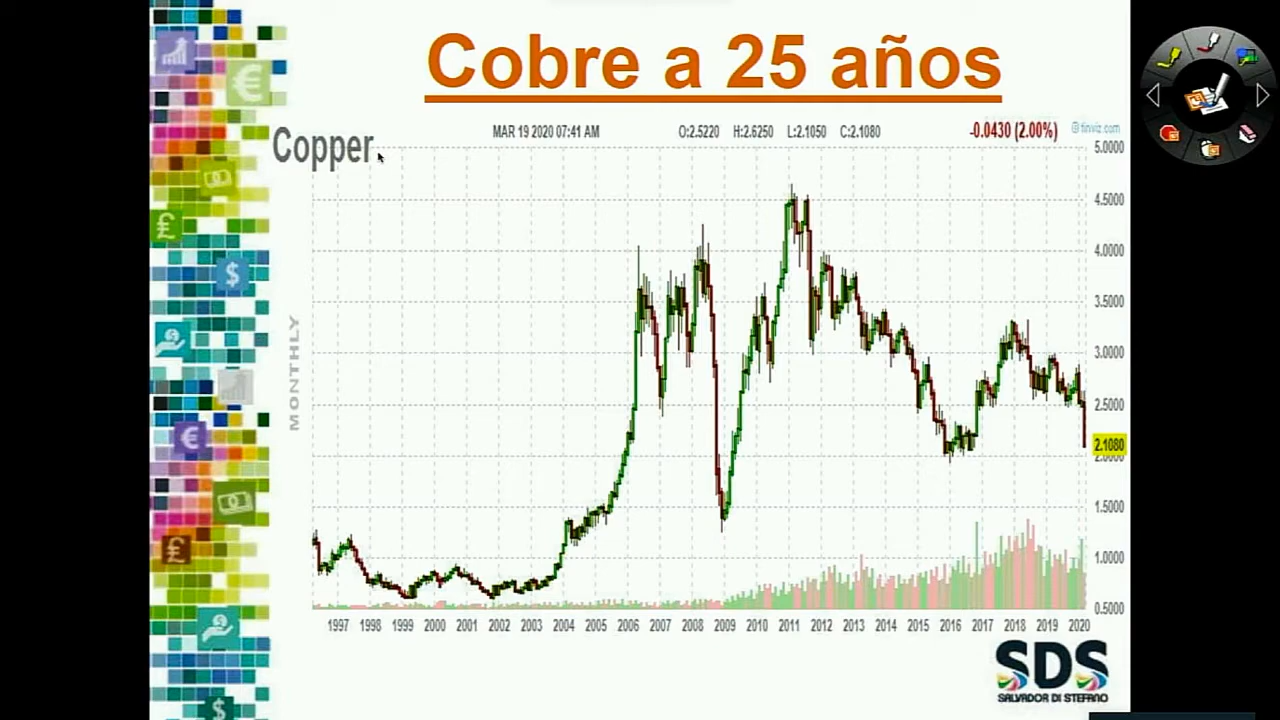 Cobre a 25 años
Copper
MAR 19 2020 07:41 AM O:2.5220 H:2.6250 L:2.1050 C:2.1080 -0.0430 (2.00%) @finviz.com
MONTHLY
5.0000
4.5000
4.0000
3.5000
3.0000
2.5000
2.1080
2.0000
1.5000
1.0000
0.5000
1997 1998 1999 2000 2001 2002 2003 2004 2005 2006 2007 2008 2009 2010 2011 2012 2013 2014 2015 2016 2017 2018 2019 2020
SDS
SALVADOR DI STEFANO